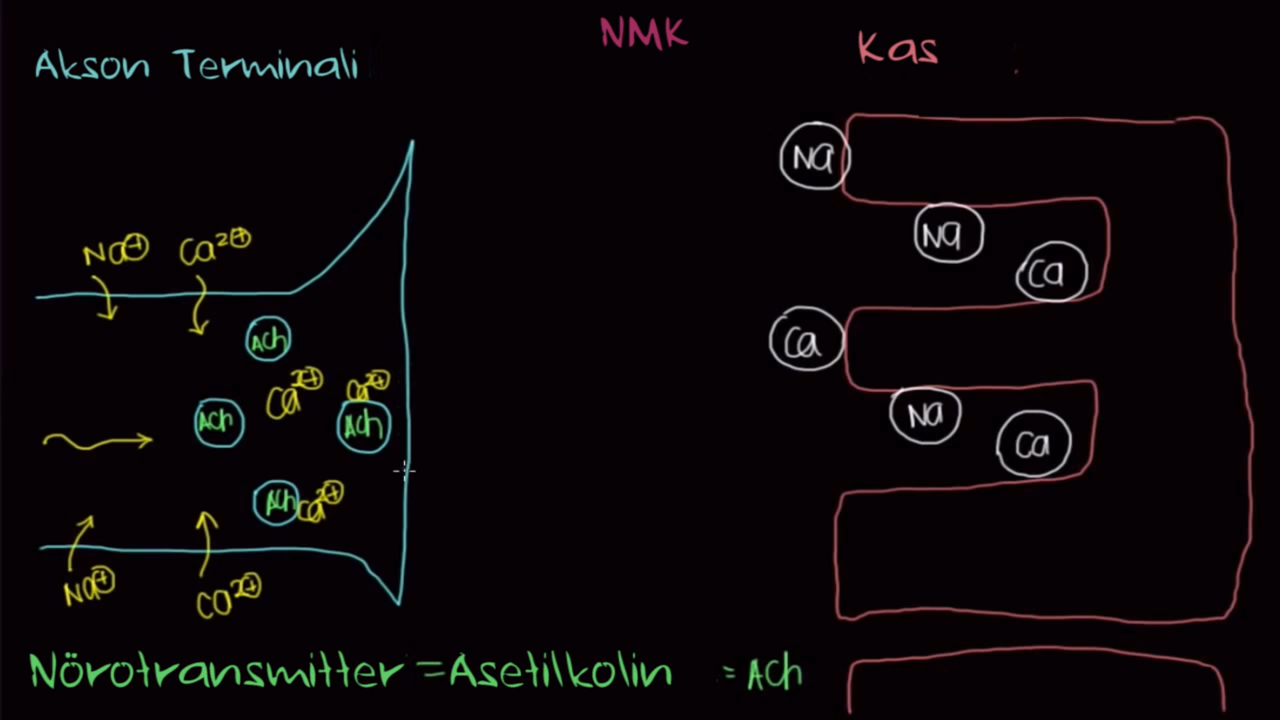 NMK
Akson Terminali
Kas
Na+
Ca2+
ACh
Ca2+
Ca2+
ACh
ACh
ACh
Ca2+
Na+
Ca2+
Na
Na
Ca
Ca
Na
Ca
Nörotransmitter = Asetilkolin = ACh